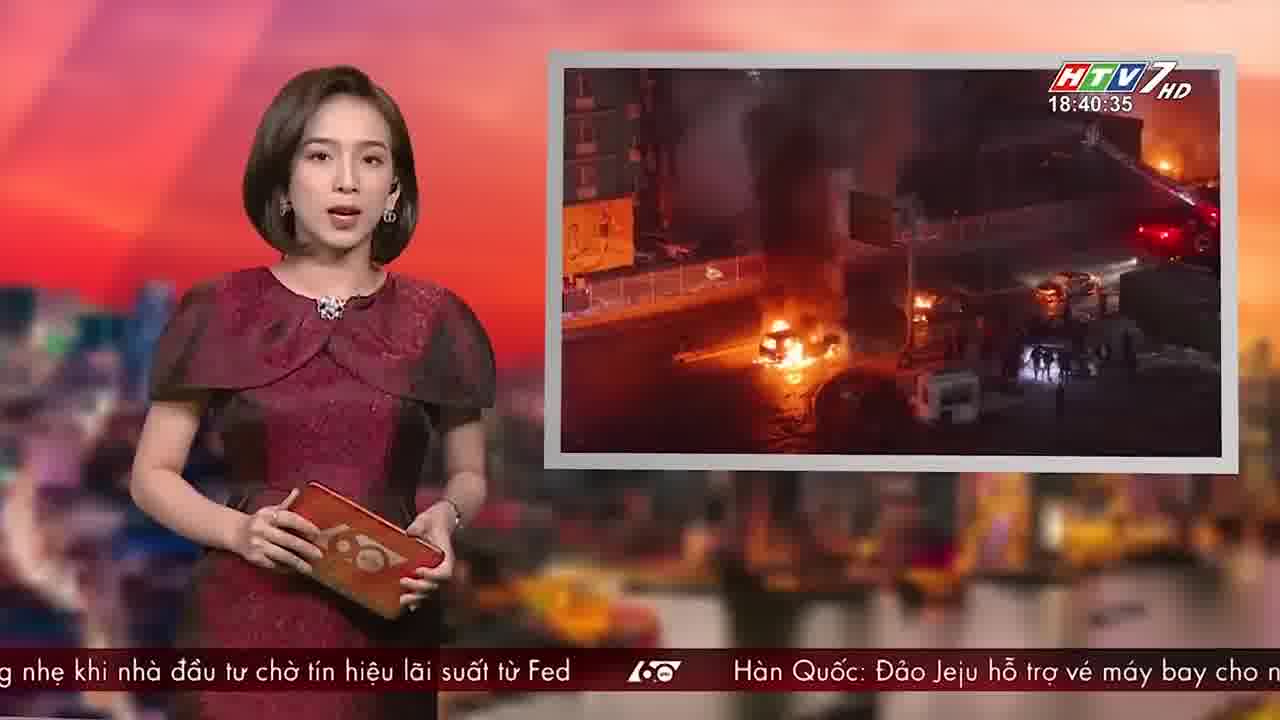 HTV7 HD
18:40:35
nhẹ khi nhà đầu tư chờ tín hiệu lãi suất từ Fed 60 Hàn Quốc: Đảo Jeju hỗ trợ vé máy bay cho